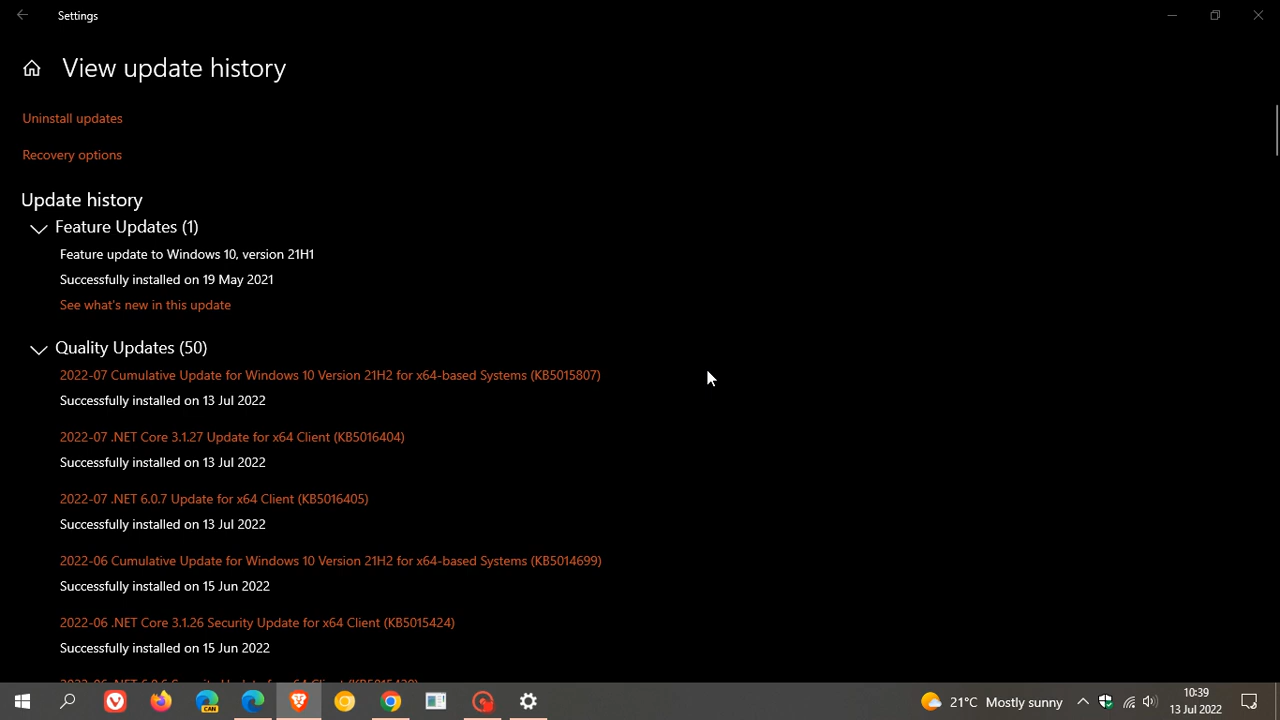 Settings
View update history
Uninstall updates
Recovery options
Update history
Feature Updates (1)
Feature update to Windows 10, version 21H1
Successfully installed on 19 May 2021
See what's new in this update
Quality Updates (50)
2022-07 Cumulative Update for Windows 10 Version 21H2 for x64-based Systems (KB5015807)
Successfully installed on 13 Jul 2022
2022-07 .NET Core 3.1.27 Update for x64 Client (KB5016404)
Successfully installed on 13 Jul 2022
2022-07 .NET 6.0.7 Update for x64 Client (KB5016405)
Successfully installed on 13 Jul 2022
2022-06 Cumulative Update for Windows 10 Version 21H2 for x64-based Systems (KB5014699)
Successfully installed on 15 Jun 2022
2022-06 .NET Core 3.1.26 Security Update for x64 Client (KB5015424)
Successfully installed on 15 Jun 2022
CAN
21°C Mostly sunny
10:39
13 Jul 2022